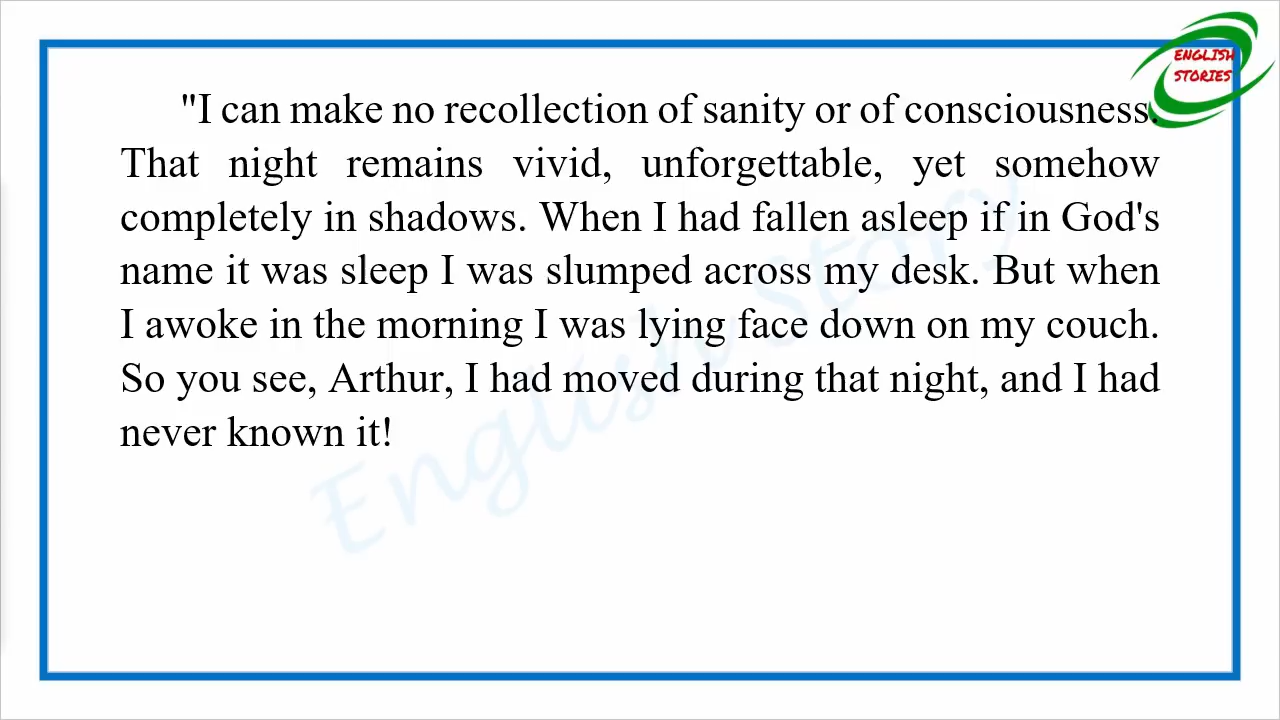 ENGLISH
STORIES
"I can make no recollection of sanity or of consciousness.
That night remains vivid, unforgettable, yet somehow
completely in shadows. When I had fallen asleep if in God's
name it was sleep I was slumped across my desk. But when
I awoke in the morning I was lying face down on my couch.
So you see, Arthur, I had moved during that night, and I had
never known it!
English Story